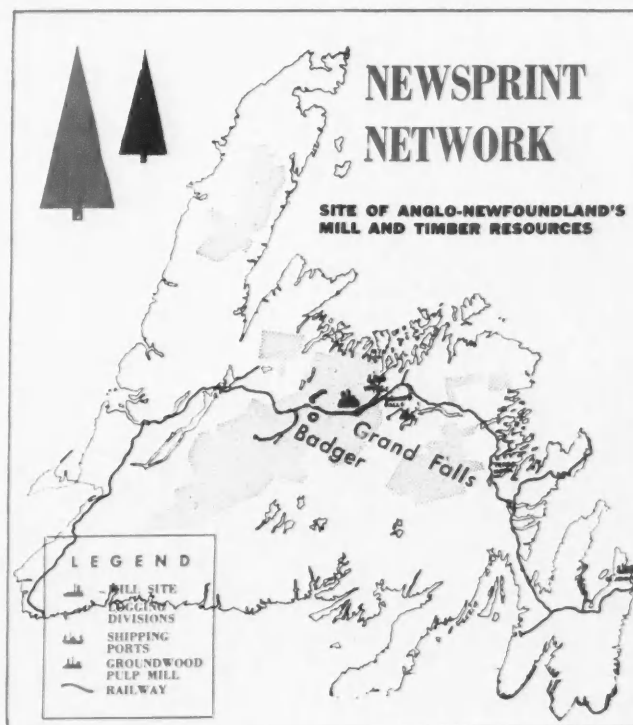 NEWSPRINT
NETWORK
SITE OF ANGLO-NEWFOUNDLAND'S
MILL AND TIMBER RESOURCES
Badger
Grand Falls
LEGEND
MILL SITE
LOGGING
DIVISIONS
SHIPPING
PORTS
GROUNDWOOD
PULP MILL
RAILWAY